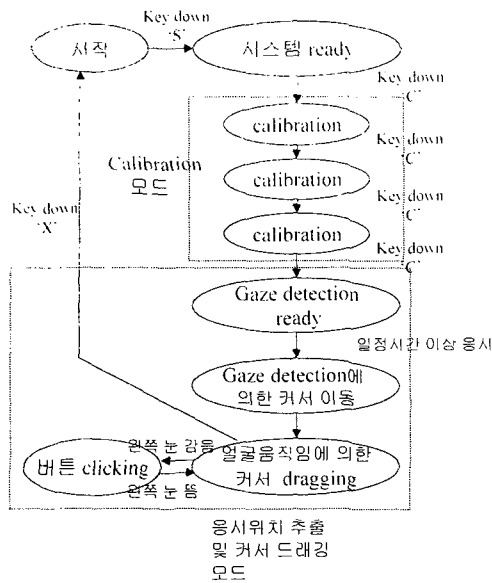 Key down
'S'
시작
시스템 ready
Key down
'C'
calibration
Calibration
모드
Key down
'C'
calibration
Key down
'C'
calibration
Key down
'C'
Key down
'X'
Gaze detection
ready
일정시간 이상 응시
Gaze detection에
의한 커서 이동
왼쪽 눈 감음
버튼 clicking
왼쪽 눈 뜸
얼굴움직임에 의한
커서 dragging
응시위치 추출
및 커서 드래깅
모드